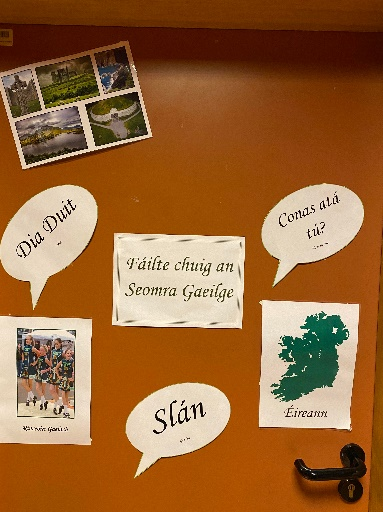 Dia Duit
Conas atá
tú?
Fáilte chuig an
Seomra Gaeilge
Slán
Éireann